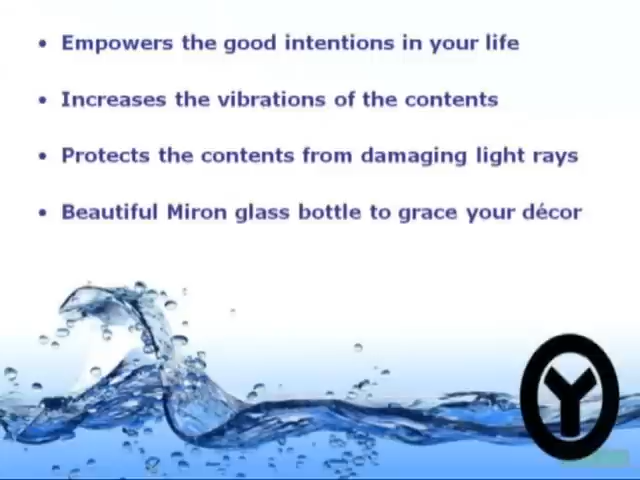 • Empowers the good intentions in your life
• Increases the vibrations of the contents
• Protects the contents from damaging light rays
• Beautiful Miron glass bottle to grace your décor
Y